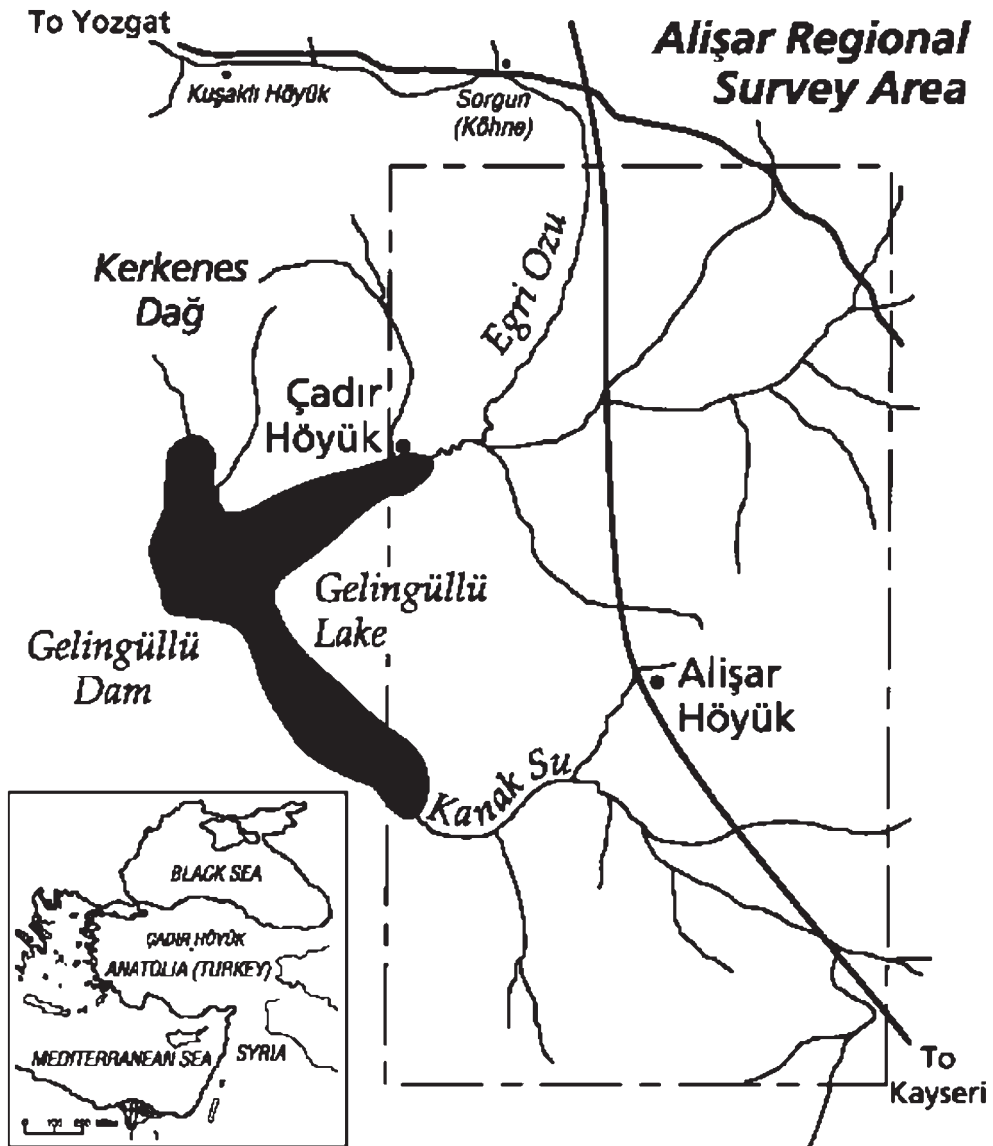 To Yozgat
Alişar Regional
Survey Area
Kuşaklı Höyük
Sorgun
(Köhne)
Kerkenes
Dağ
Egri Ozu
Çadır
Höyük
Gelingüllü
Lake
Gelingüllü
Dam
Alişar
Höyük
Kanak Su
BLACK SEA
ÇADIR HÖYÜK
ANATOLIA (TURKEY)
MEDITERRANEAN SEA
SYRIA
0
To
Kayseri